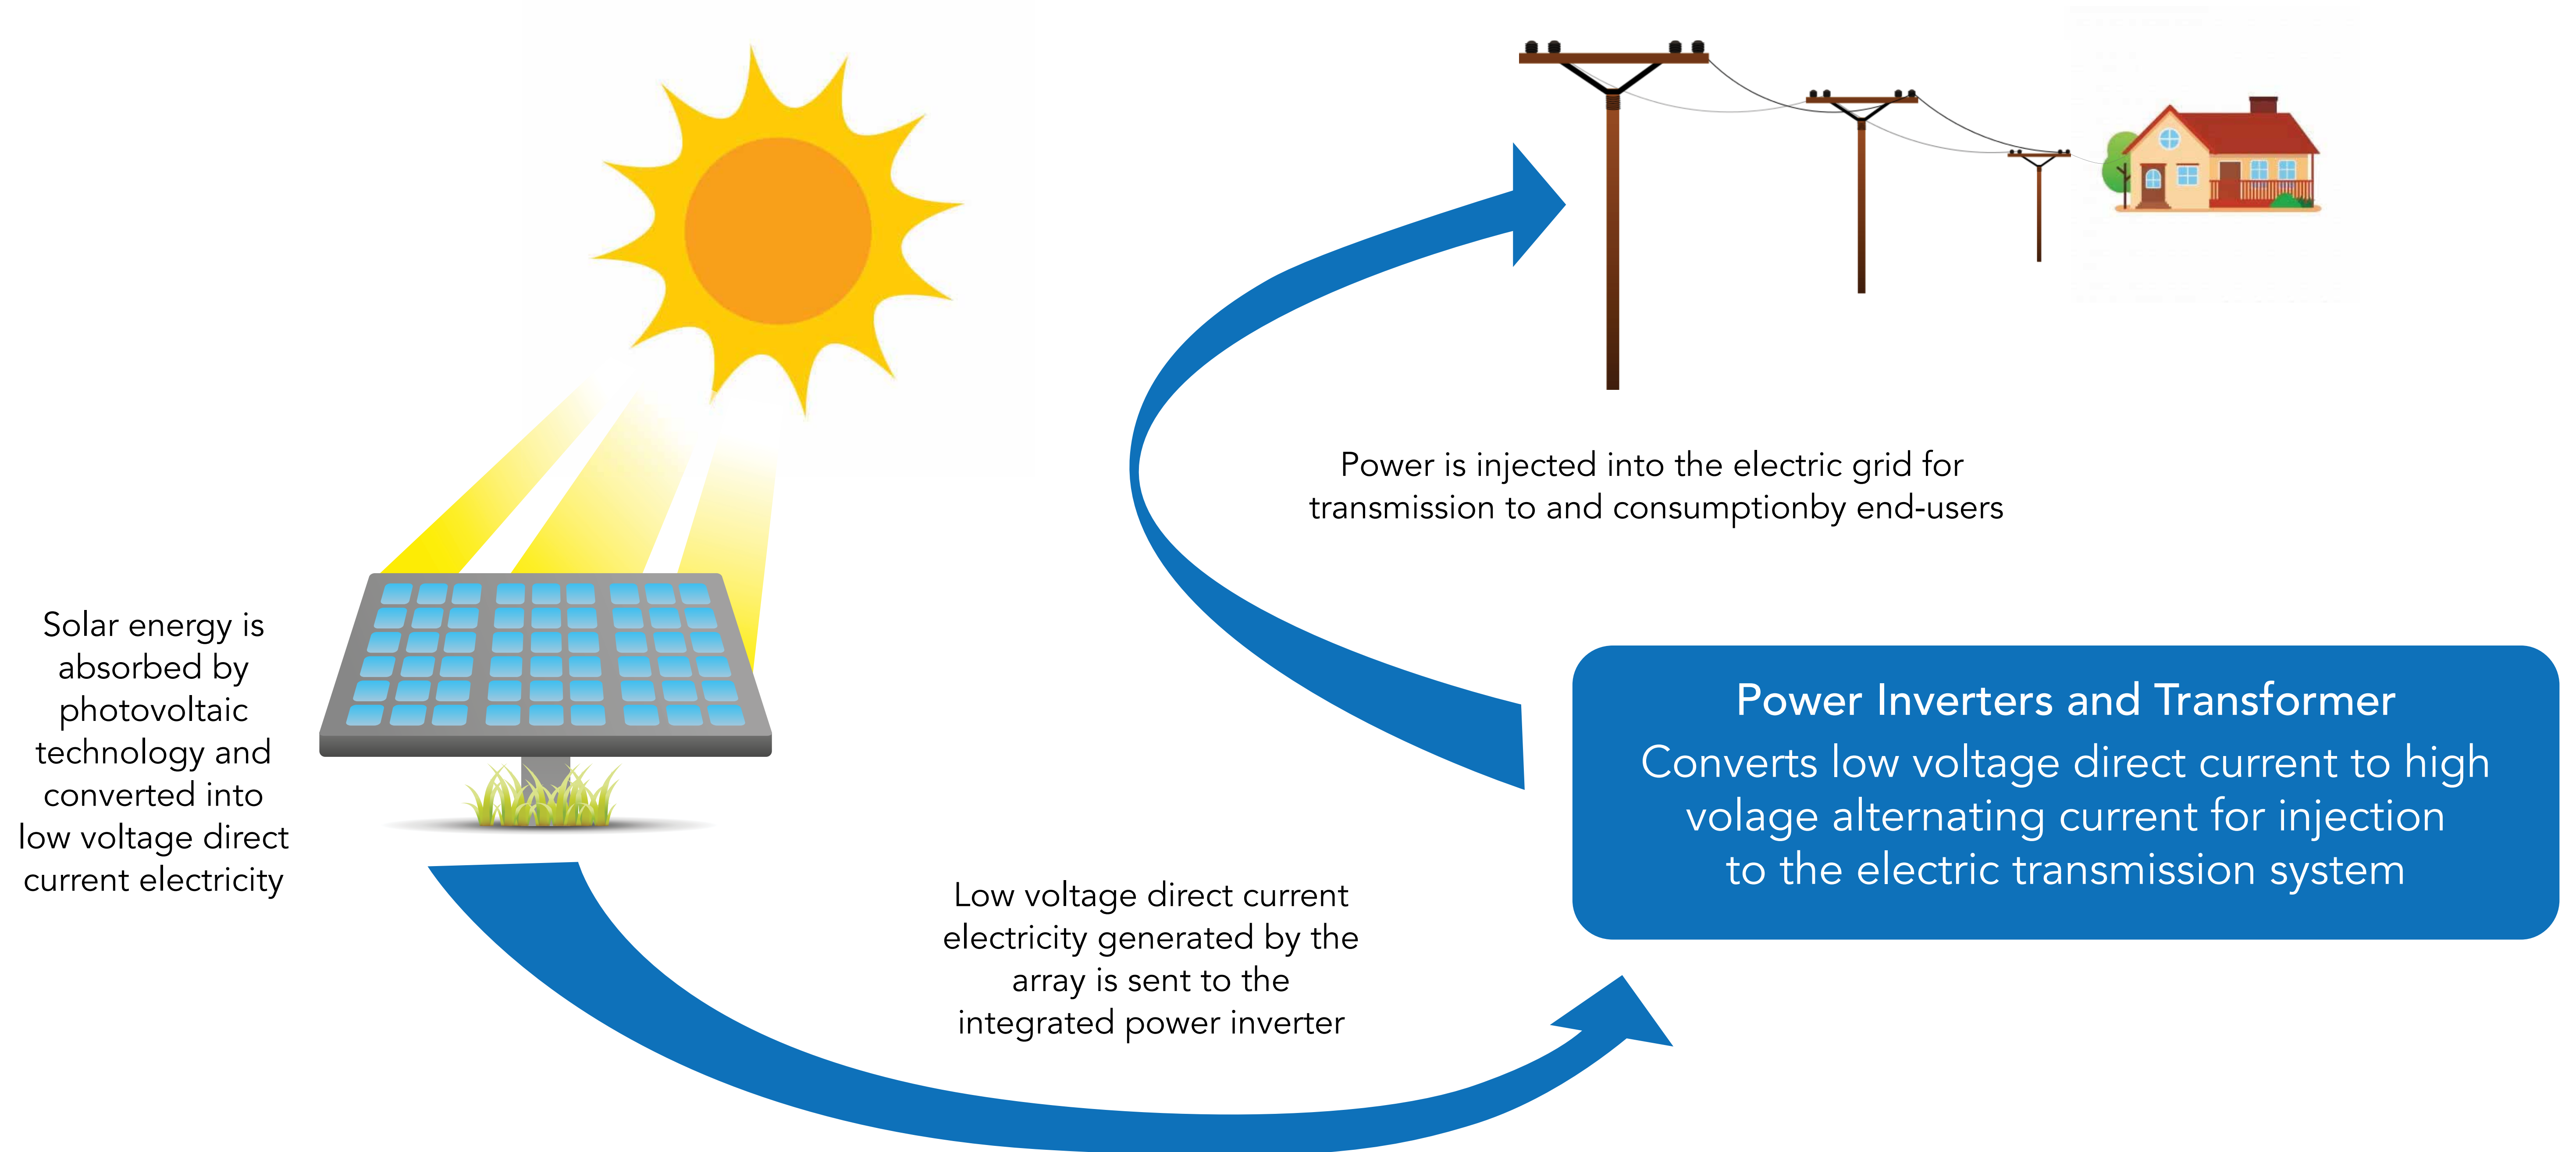 Solar energy is
absorbed by
photovoltaic
technology and
converted into
low voltage direct
current electricity
Low voltage direct current
electricity generated by the
array is sent to the
integrated power inverter
Power Inverters and Transformer
Converts low voltage direct current to high
volage alternating current for injection
to the electric transmission system
Power is injected into the electric grid for
transmission to and consumptionby end-users